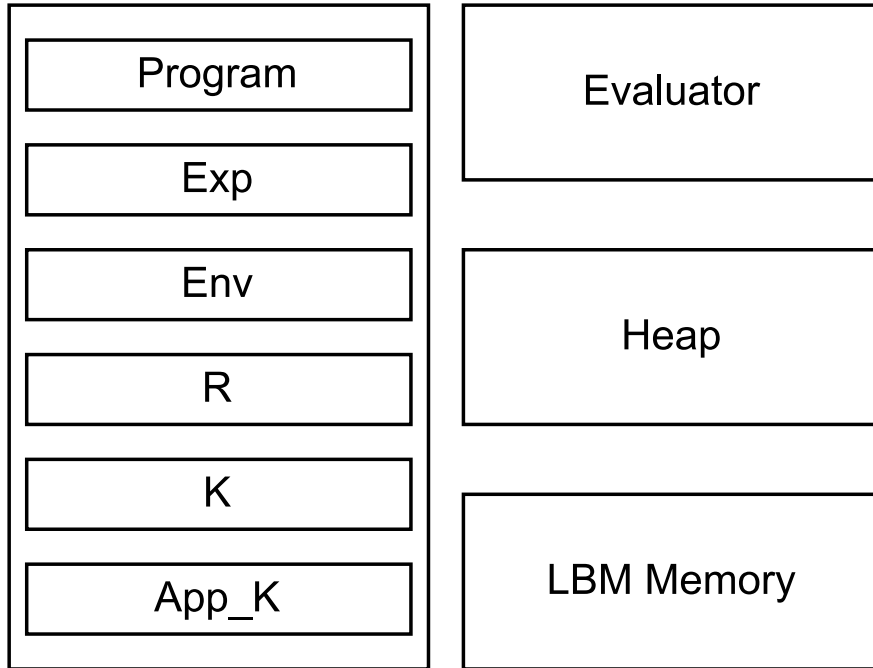 Program
Exp
Env
R
K
App_K
Evaluator
Heap
LBM Memory